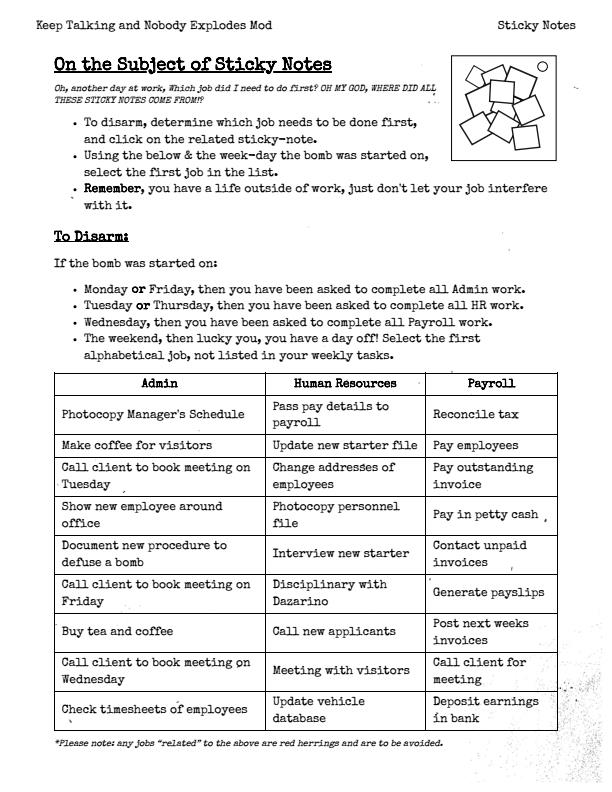 Keep Talking and Nobody Explodes Mod
Sticky Notes
On the Subject of Sticky Notes
Oh, another day at work, Which job did I need to do first? OH MY GOD, WHERE DID ALL
THESE STICKY NOTES COME FROM!?
• To disarm, determine which job needs to be done first,
and click on the related sticky-note.
• Using the below & the week-day the bomb was started on,
select the first job in the list.
• Remember, you have a life outside of work, just don't let your job interfere
with it.
To Disarm:
If the bomb was started on:
• Monday or Friday, then you have been asked to complete all Admin work.
• Tuesday or Thursday, then you have been asked to complete all HR work.
• Wednesday, then you have been asked to complete all Payroll work.
• The weekend, then lucky you, you have a day off! Select the first
alphabetical job, not listed in your weekly tasks.
Admin
Human Resources
Payroll
Photocopy Manager's Schedule
Pass pay details to
payroll
Reconcile tax
Make coffee for visitors
Update new starter file
Pay employees
Call client to book meeting on
Tuesday
Change addresses of
employees
Pay outstanding
invoice
Show new employee around
office
Photocopy personnel
file
Pay in petty cash
Document new procedure to
defuse a bomb
Interview new starter
Contact unpaid
invoices
Call client to book meeting on
Friday
Disciplinary with
Dazarino
Generate payslips
Buy tea and coffee
Call new applicants
Post next weeks
invoices
Call client to book meeting on
Wednesday
Meeting with visitors
Call client for
meeting
Check timesheets of employees
Update vehicle
database
Deposit earnings
in bank
*Please note: any jobs "related" to the above are red herrings and are to be avoided.